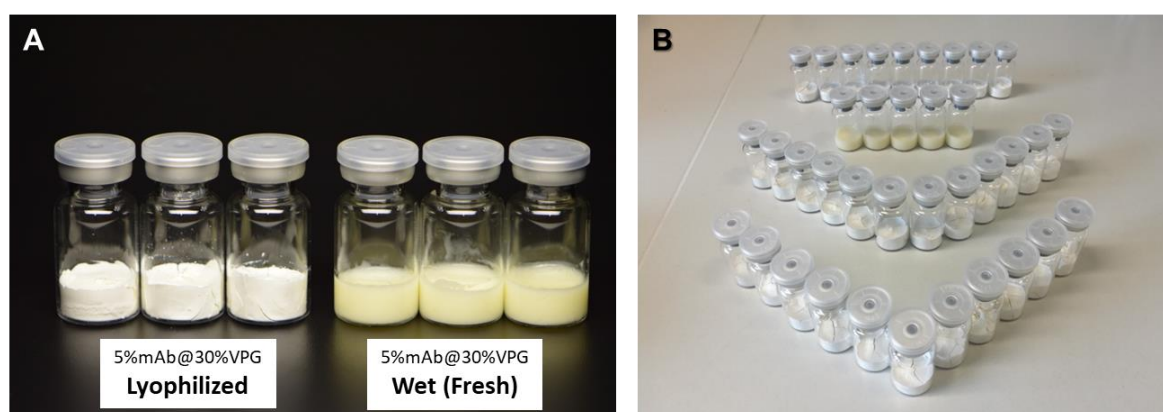 A
B
5%mAb@30%VPG
Lyophilized
5%mAb@30%VPG
Wet (Fresh)